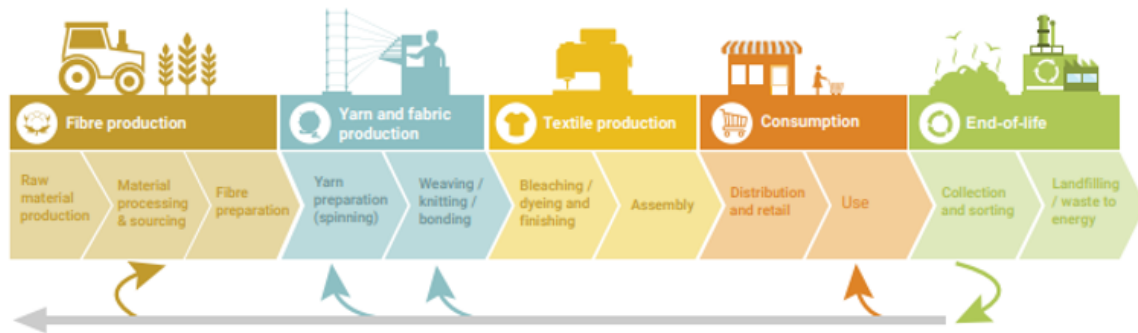 Fibre production
Yarn and fabric
production
Textile production
Consumption
End-of-life
Raw
material
production
Material
processing
& sourcing
Fibre
preparation
Yarn
preparation
(spinning)
Weaving /
knitting /
bonding
Bleaching /
dyeing and
finishing
Assembly
Distribution
and retail
Use
Collection
and sorting
Landfilling
/ waste to
energy